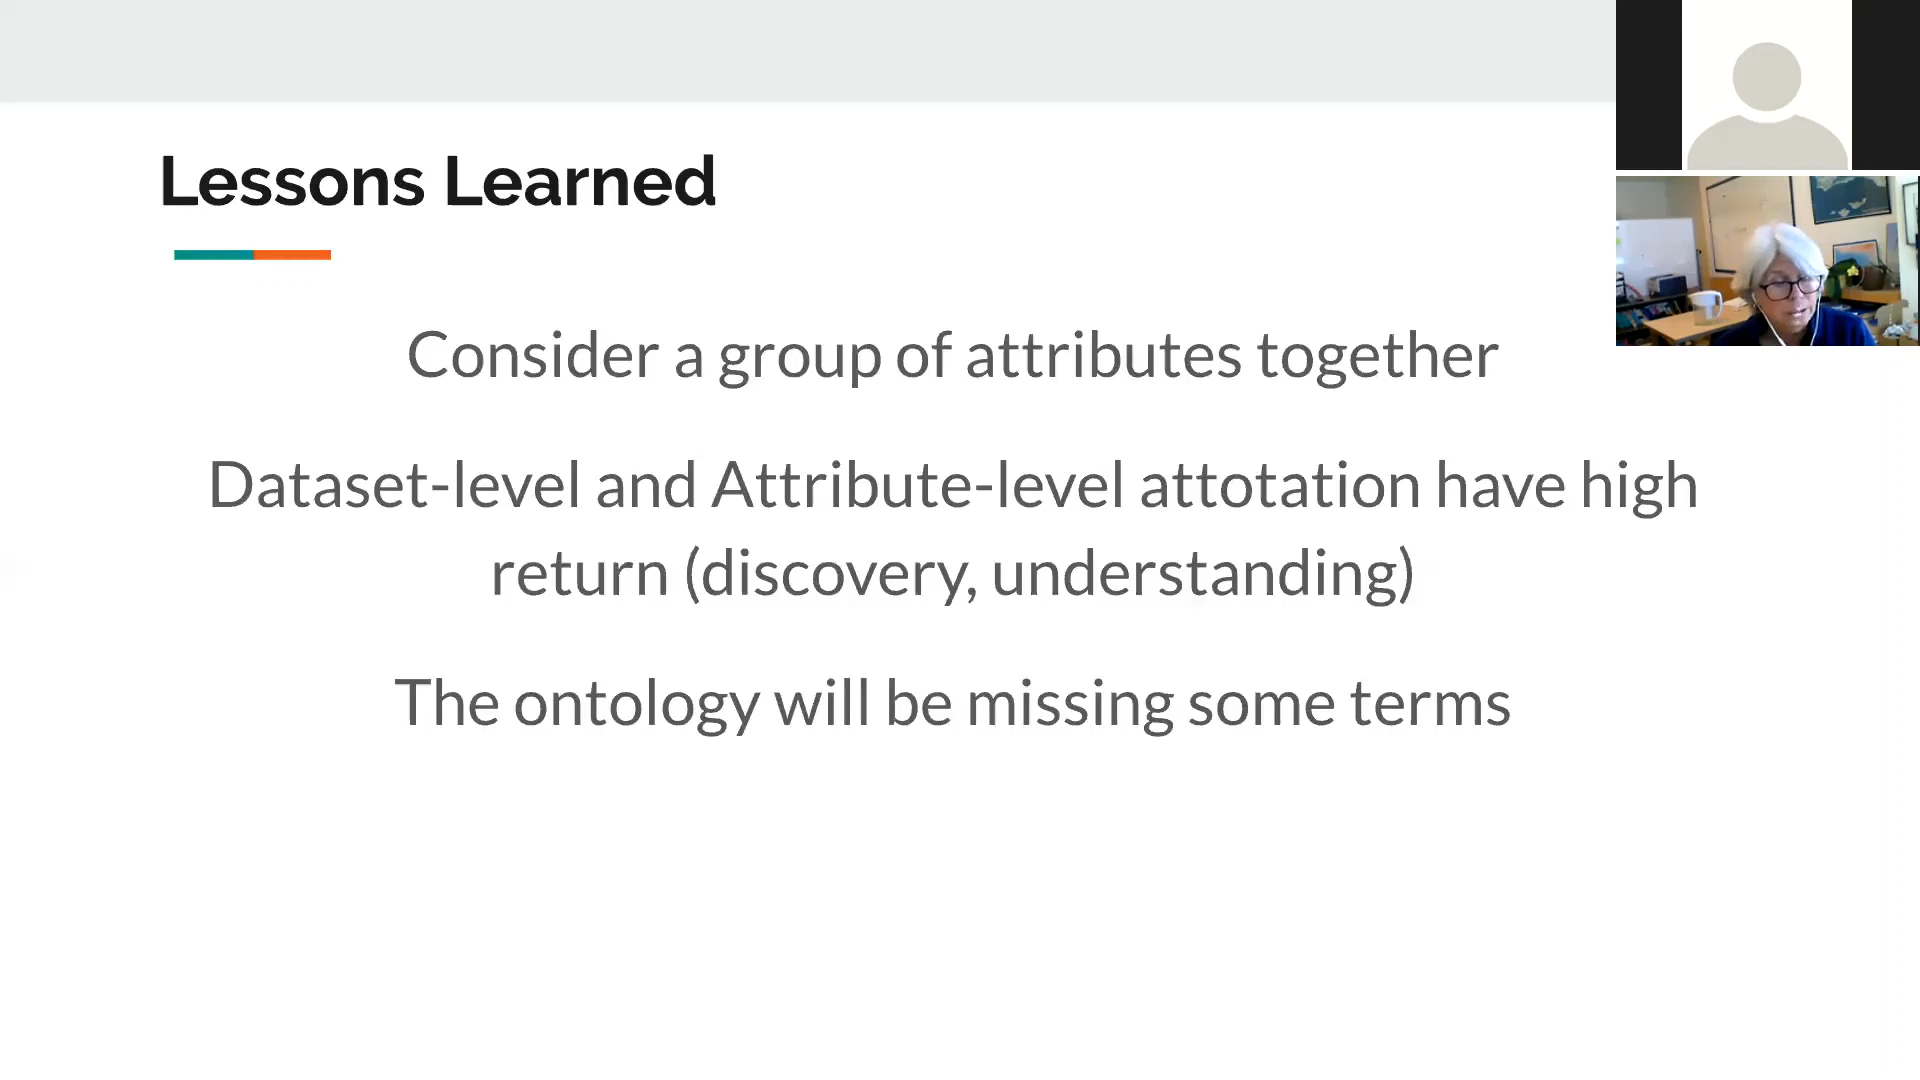 Lessons Learned
Consider a group of attributes together
Dataset-level and Attribute-level attotation have high
return (discovery, understanding)
The ontology will be missing some terms